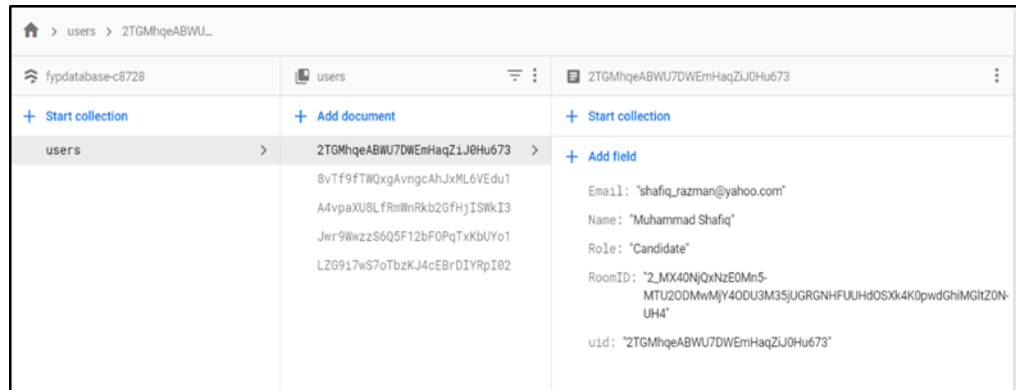 > users > 2TGMhqeABWU...
fypdatabase-c8728
users
2TGMhqeABWU7DWEmHaqZiJ0Hu673
+ Start collection
+ Add document
+ Start collection
users >
2TGMhqeABWU7DWEmHaqZiJ0Hu673 >
8vTf9fTWQxgAvngcAhJxML6VEdu1
A4vpaXU8LfRmWnRkb2GfHjISWkI3
Jwr9WwzzS6Q5F12bFOPqTxKbUYo1
LZG9i7wS7oTbzKJ4cEBrDIYRpI02
+ Add field
Email: "shafiq_razman@yahoo.com"
Name: "Muhammad Shafiq"
Role: "Candidate"
RoomID: "2_MX40NjQxNzE0Mn5-
MTU2ODMwMjY4ODU3M35jUGRGNHFUUHdOSXk4K0pwdGhiMGltZ0N-
UH4"
uid: "2TGMhqeABWU7DWEmHaqZiJ0Hu673"